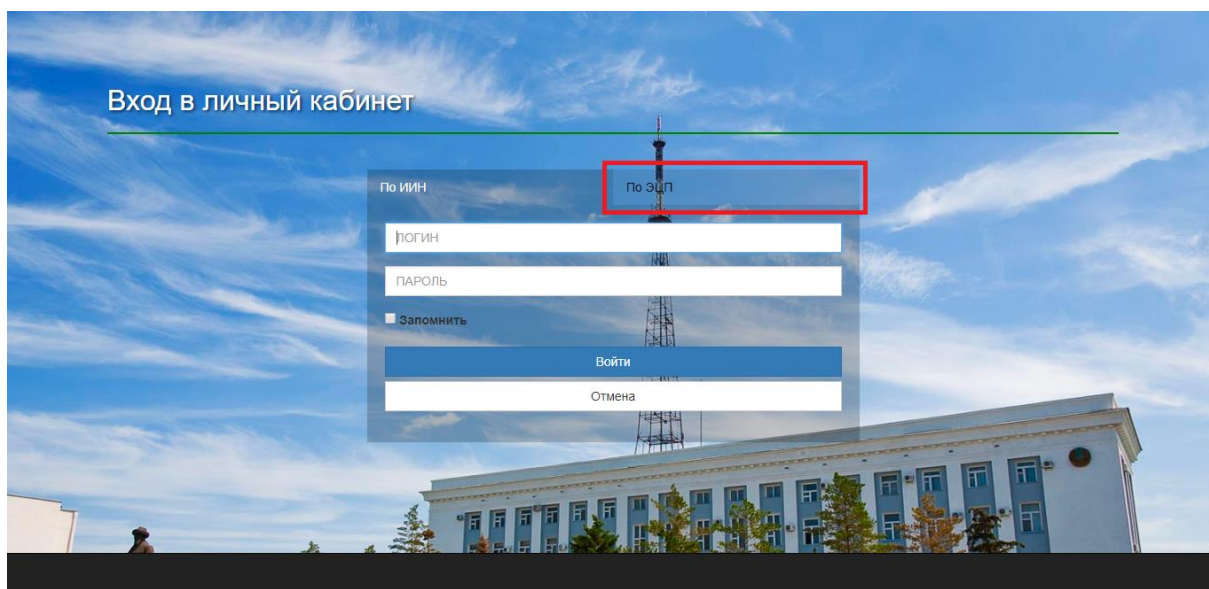 Вход в личный кабинет
По ИИН
По ЭЦП
ЛОГИН
ПАРОЛЬ
Запомнить
Войти
Отмена